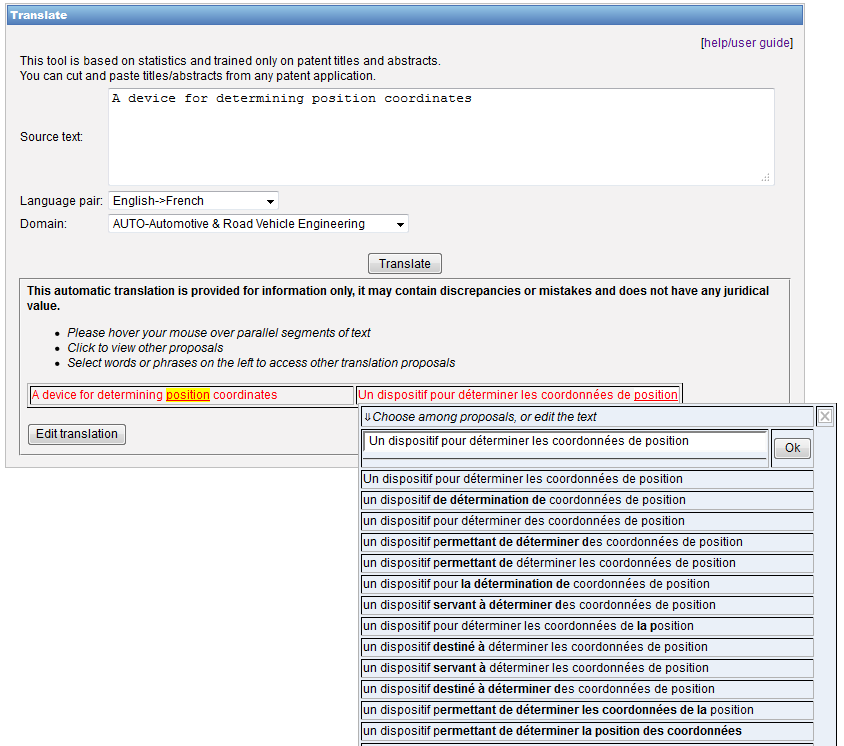 Translate
[help/user guide]
This tool is based on statistics and trained only on patent titles and abstracts.
You can cut and paste titles/abstracts from any patent application.
Source text:
A device for determining position coordinates
Language pair: English->French
Domain: AUTO-Automotive & Road Vehicle Engineering
Translate
This automatic translation is provided for information only, it may contain discrepancies or mistakes and does not have any juridical
value.
• Please hover your mouse over parallel segments of text
• Click to view other proposals
• Select words or phrases on the left to access other translation proposals
A device for determining position coordinates
Un dispositif pour déterminer les coordonnées de position
Edit translation
⇓Choose among proposals, or edit the text
Un dispositif pour déterminer les coordonnées de position
Ok
Un dispositif pour déterminer les coordonnées de position
un dispositif de détermination de coordonnées de position
un dispositif pour déterminer des coordonnées de position
un dispositif permettant de déterminer des coordonnées de position
un dispositif permettant de déterminer les coordonnées de position
un dispositif pour la détermination de coordonnées de position
un dispositif servant à déterminer des coordonnées de position
un dispositif pour déterminer les coordonnées de la position
un dispositif destiné à déterminer les coordonnées de position
un dispositif servant à déterminer les coordonnées de position
un dispositif destiné à déterminer des coordonnées de position
un dispositif permettant de déterminer les coordonnées de la position
un dispositif permettant de déterminer la position des coordonnées